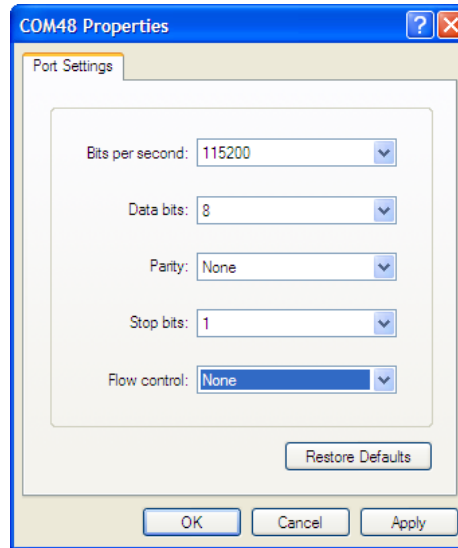 COM48 Properties
Port Settings
Bits per second: 115200
Data bits: 8
Parity: None
Stop bits: 1
Flow control: None
Restore Defaults
OK Cancel Apply